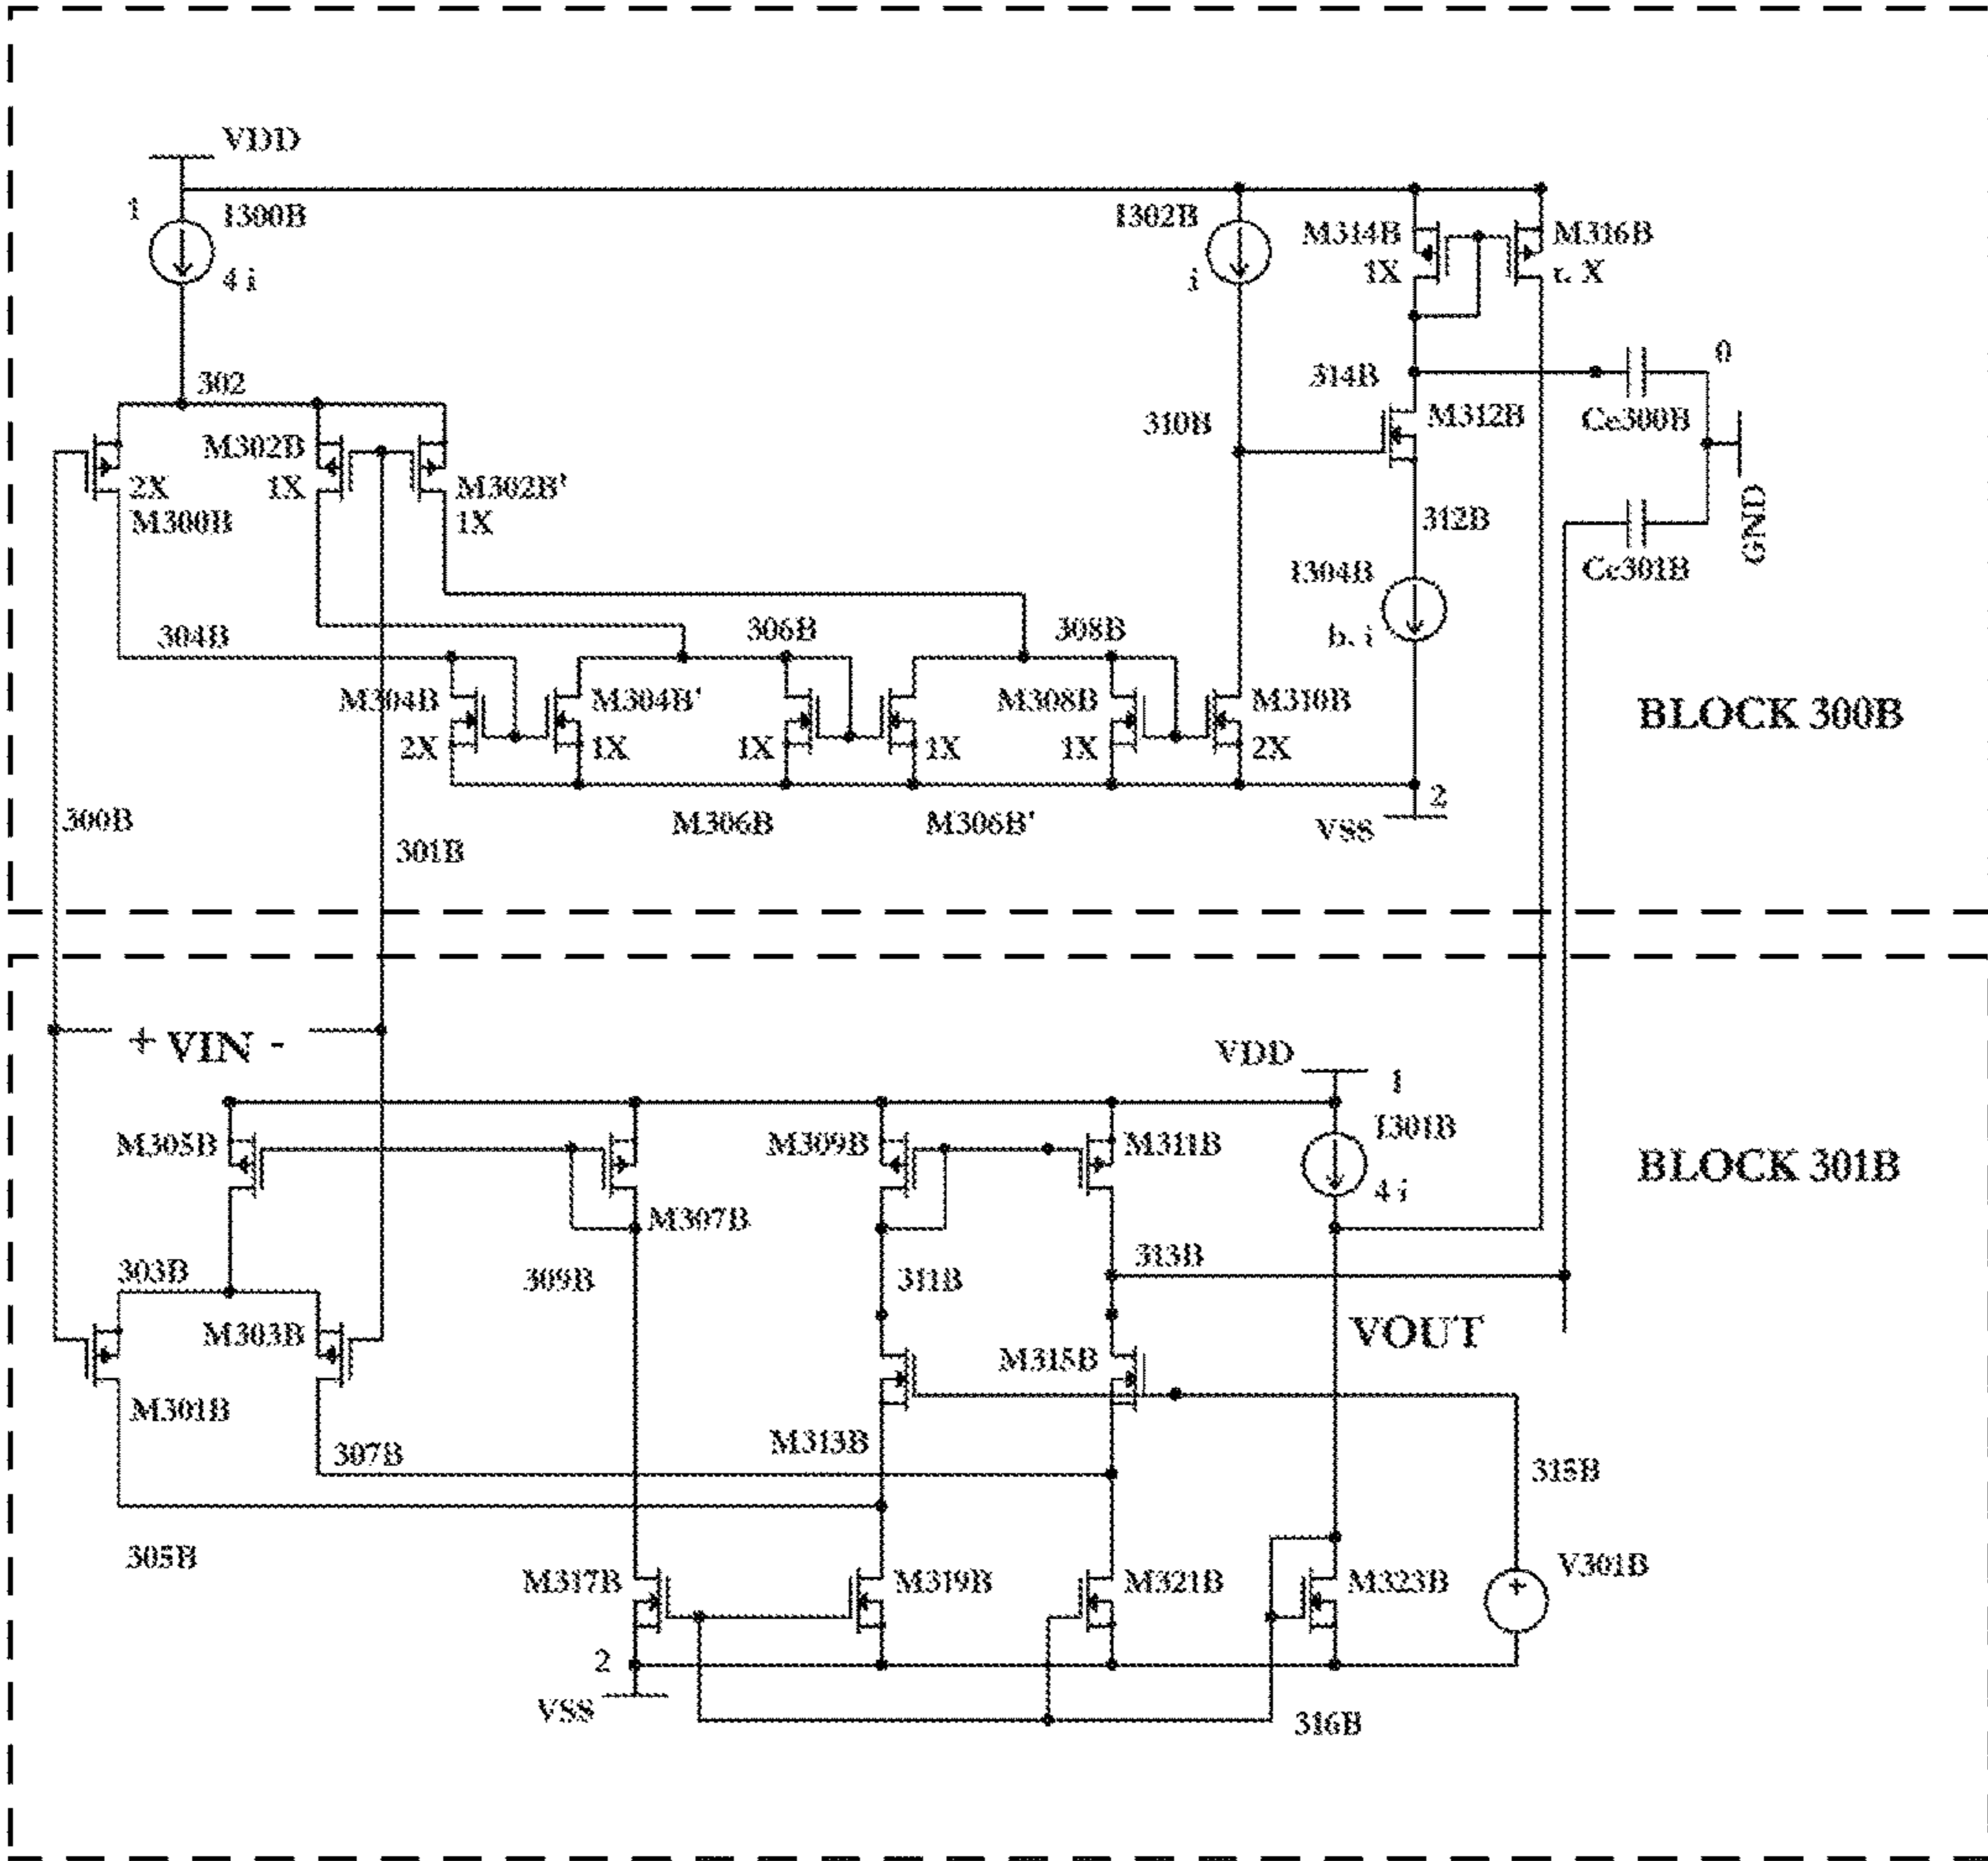 VDD
1
I300B
4 i
I302B
i
M314B
1X
M316B
r. X
302
M302B
1X
2X
M300B
M302B'
1X
310B
314B
M312B
0
Cc300B
312B
GND
Cc301B
I304B
b. i
304B
306B
308B
M304B
2X
M304B'
1X
1X
1X
M308B
1X
M310B
2X
BLOCK 300B
300B
301B
M306B
M306B'
2
VSS
+ VIN -
VDD
1
M305B
M307B
M309B
M311B
I301B
4 i
BLOCK 301B
303B
309B
311B
313B
M303B
M301B
M315B
VOUT
307B
M313B
315B
305B
M317B
M319B
M321B
M323B
V301B
+
2
VSS
316B